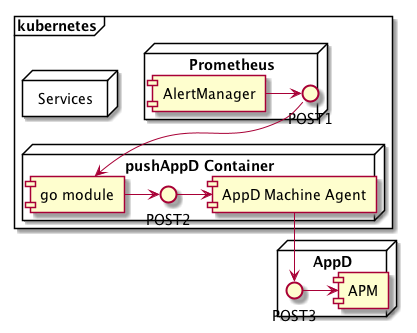 kubernetes
Prometheus
Services
AlertManager
POST1
pushAppD Container
go module
AppD Machine Agent
POST2
AppD
APM
POST3